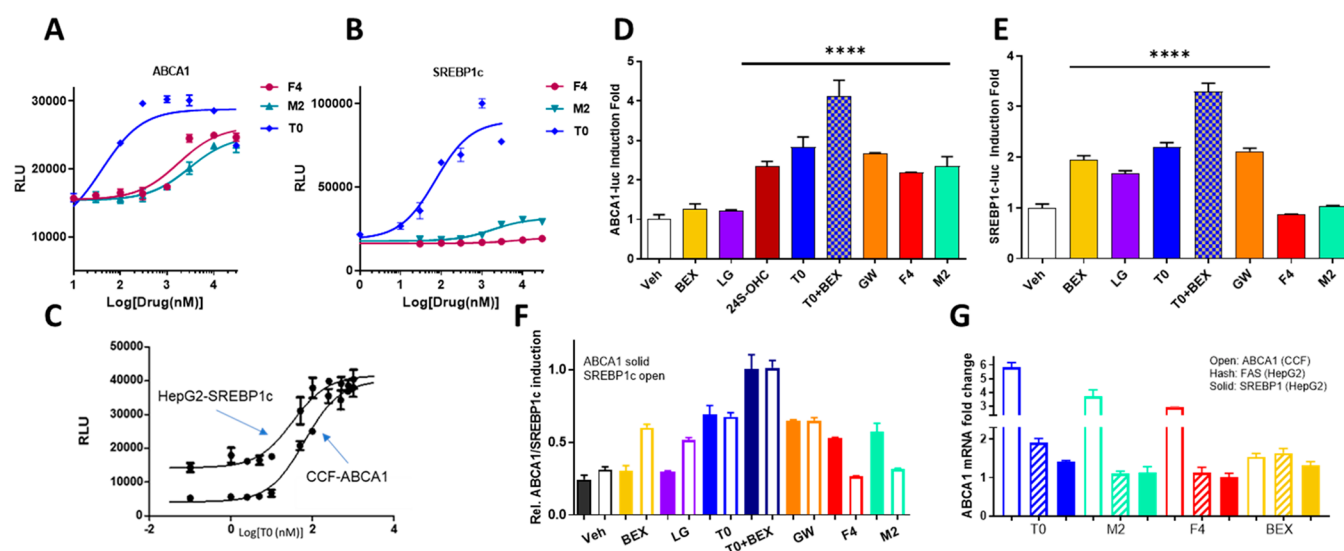 A
ABCA1
30000
20000
10000
RLU
1
2
3
4
Log[Drug(nM)]
F4
M2
T0
B
SREBP1c
100000
50000
0
RLU
0
1
2
3
4
Log[Drug(nM)]
F4
M2
T0
C
50000
40000
30000
20000
10000
0
RLU
HepG2-SREBP1c
CCF-ABCA1
-2
0
2
4
Log[T0 (nM)]
D
****
5
4
3
2
1
0
ABCA1-luc Induction Fold
Veh
BEX
LG
24S-OHC
T0
T0+BEX
GW
F4
M2
E
****
4
3
2
1
0
SREBP1c-luc Induction Fold
Veh
BEX
LG
T0
T0+BEX
GW
F4
M2
F
ABCA1 solid
SREBP1c open
1.0
0.5
0.0
Rel. ABCA1/SREBP1c induction
Veh
BEX
LG
T0
T0+BEX
GW
F4
M2
G
Open: ABCA1 (CCF)
Hash: FAS (HepG2)
Solid: SREBP1 (HepG2)
6
5
4
3
2
1
0
ABCA1 mRNA fold change
T0
M2
F4
BEX